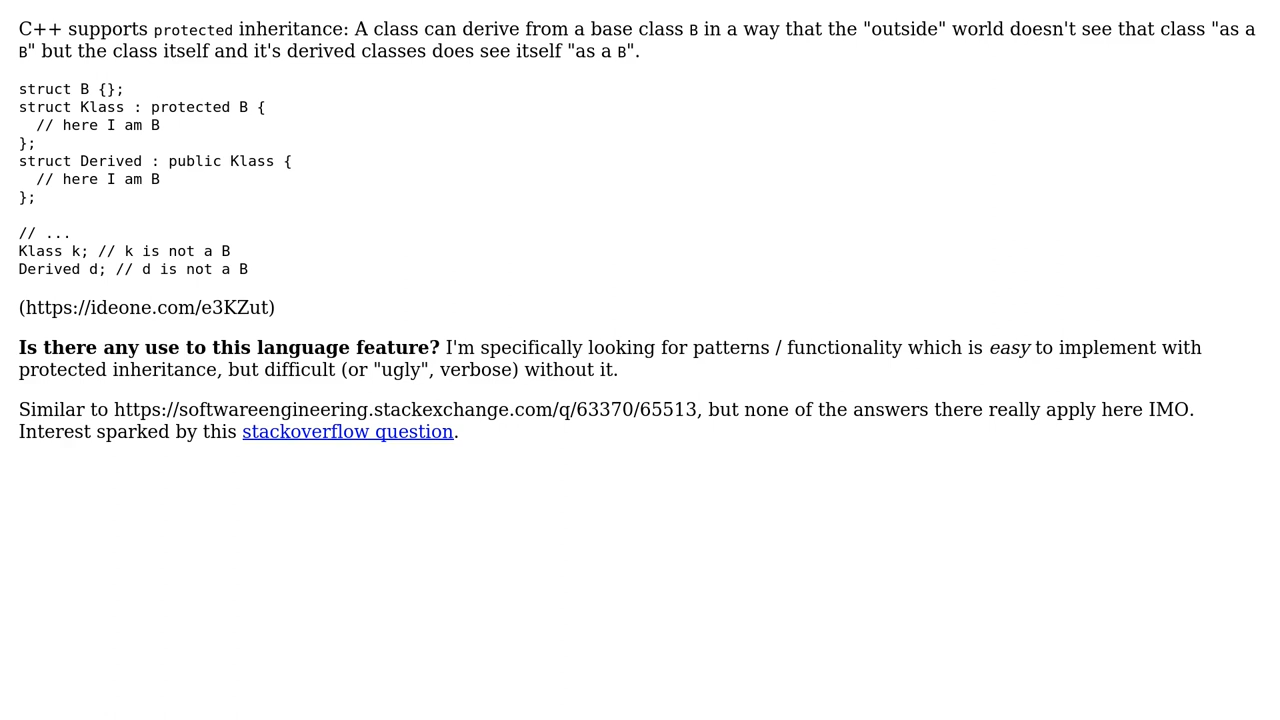 C++ supports protected inheritance: A class can derive from a base class B in a way that the "outside" world doesn't see that class "as a
B" but the class itself and it's derived classes does see itself "as a B".
struct B {};
struct Klass : protected B {
  // here I am B
};
struct Derived : public Klass {
  // here I am B
};
// ...
Klass k; // k is not a B
Derived d; // d is not a B
(https://ideone.com/e3KZut)
Is there any use to this language feature? I'm specifically looking for patterns / functionality which is easy to implement with
protected inheritance, but difficult (or "ugly", verbose) without it.
Similar to https://softwareengineering.stackexchange.com/q/63370/65513, but none of the answers there really apply here IMO.
Interest sparked by this stackoverflow question.